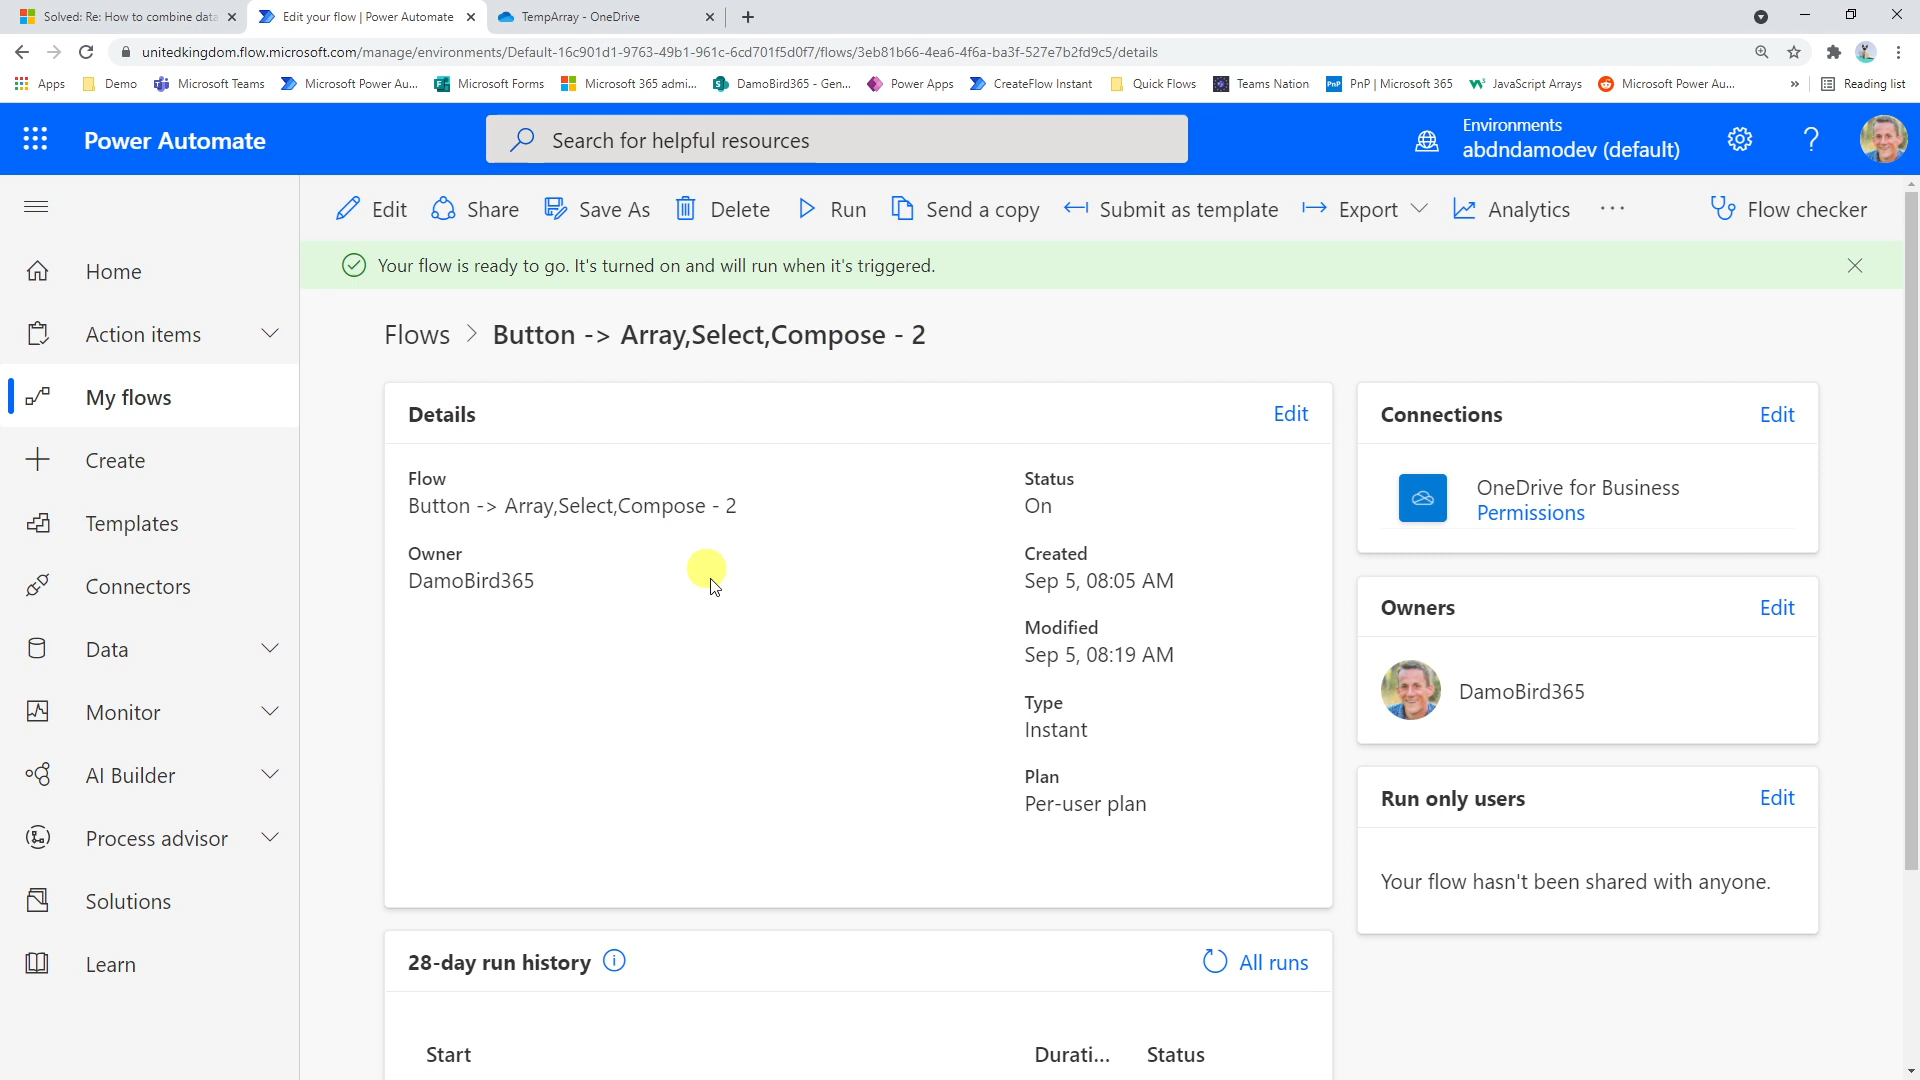 Solved: Re: How to combine data
Edit your flow | Power Automate
TempArray - OneDrive
unitedkingdom.flow.microsoft.com/manage/environments/Default-16c901d1-9763-49b1-961c-6cd701f5d0f7/flows/3eb81b66-4ea6-4f6a-ba3f-527e7b2fd9c5/details
Apps
Demo
Microsoft Teams
Microsoft Power Au...
Microsoft Forms
Microsoft 365 admi...
DamoBird365 - Gen...
Power Apps
CreateFlow Instant
Quick Flows
Teams Nation
PnP | Microsoft 365
JavaScript Arrays
Microsoft Power Au...
»
Reading list
Power Automate
Search for helpful resources
Environments
abdndamodev (default)
Edit
Share
Save As
Delete
Run
Send a copy
Submit as template
Export
Analytics
...
Flow checker
Your flow is ready to go. It's turned on and will run when it's triggered.
Home
Action items
My flows
Create
Templates
Connectors
Data
Monitor
AI Builder
Process advisor
Solutions
Learn
Flows > Button -> Array,Select,Compose - 2
Details
Edit
Flow
Button -> Array,Select,Compose - 2
Owner
DamoBird365
Status
On
Created
Sep 5, 08:05 AM
Modified
Sep 5, 08:19 AM
Type
Instant
Plan
Per-user plan
Connections
Edit
OneDrive for Business
Permissions
Owners
Edit
DamoBird365
Run only users
Edit
Your flow hasn't been shared with anyone.
28-day run history
All runs
Start
Durati...
Status